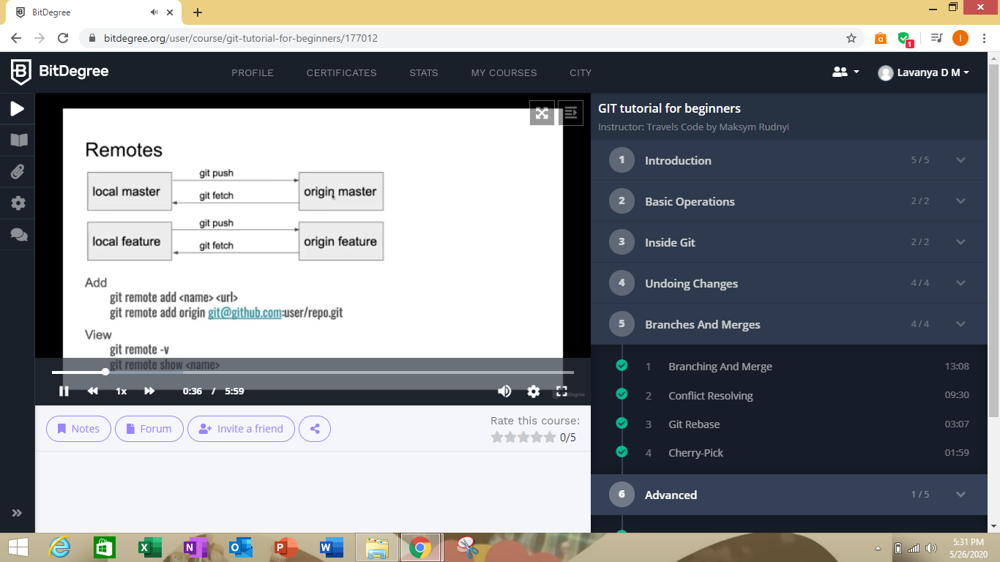 BitDegree
bitdegree.org/user/course/git-tutorial-for-beginners/177012
1
I
B
BitDegree
PROFILE
CERTIFICATES
STATS
MY COURSES
CITY
Lavanya D M
Remotes
local master
git push
git fetch
origin master
local feature
git push
git fetch
origin feature
Add
git remote add <name> <url>
git remote add origin git@github.com:user/repo.git
View
git remote -v
git remote show <name>
1x
0:36 / 5:59
Notes
Forum
Invite a friend
Rate this course:
0/5
GIT tutorial for beginners
Instructor: Travels Code by Maksym Rudnyi
1 Introduction 5 / 5
2 Basic Operations 2 / 2
3 Inside Git 2 / 2
4 Undoing Changes 4 / 4
5 Branches And Merges 4 / 4
1 Branching And Merge 13:08
2 Conflict Resolving 09:30
3 Git Rebase 03:07
4 Cherry-Pick 01:59
6 Advanced 1 / 5
5:31 PM
5/26/2020